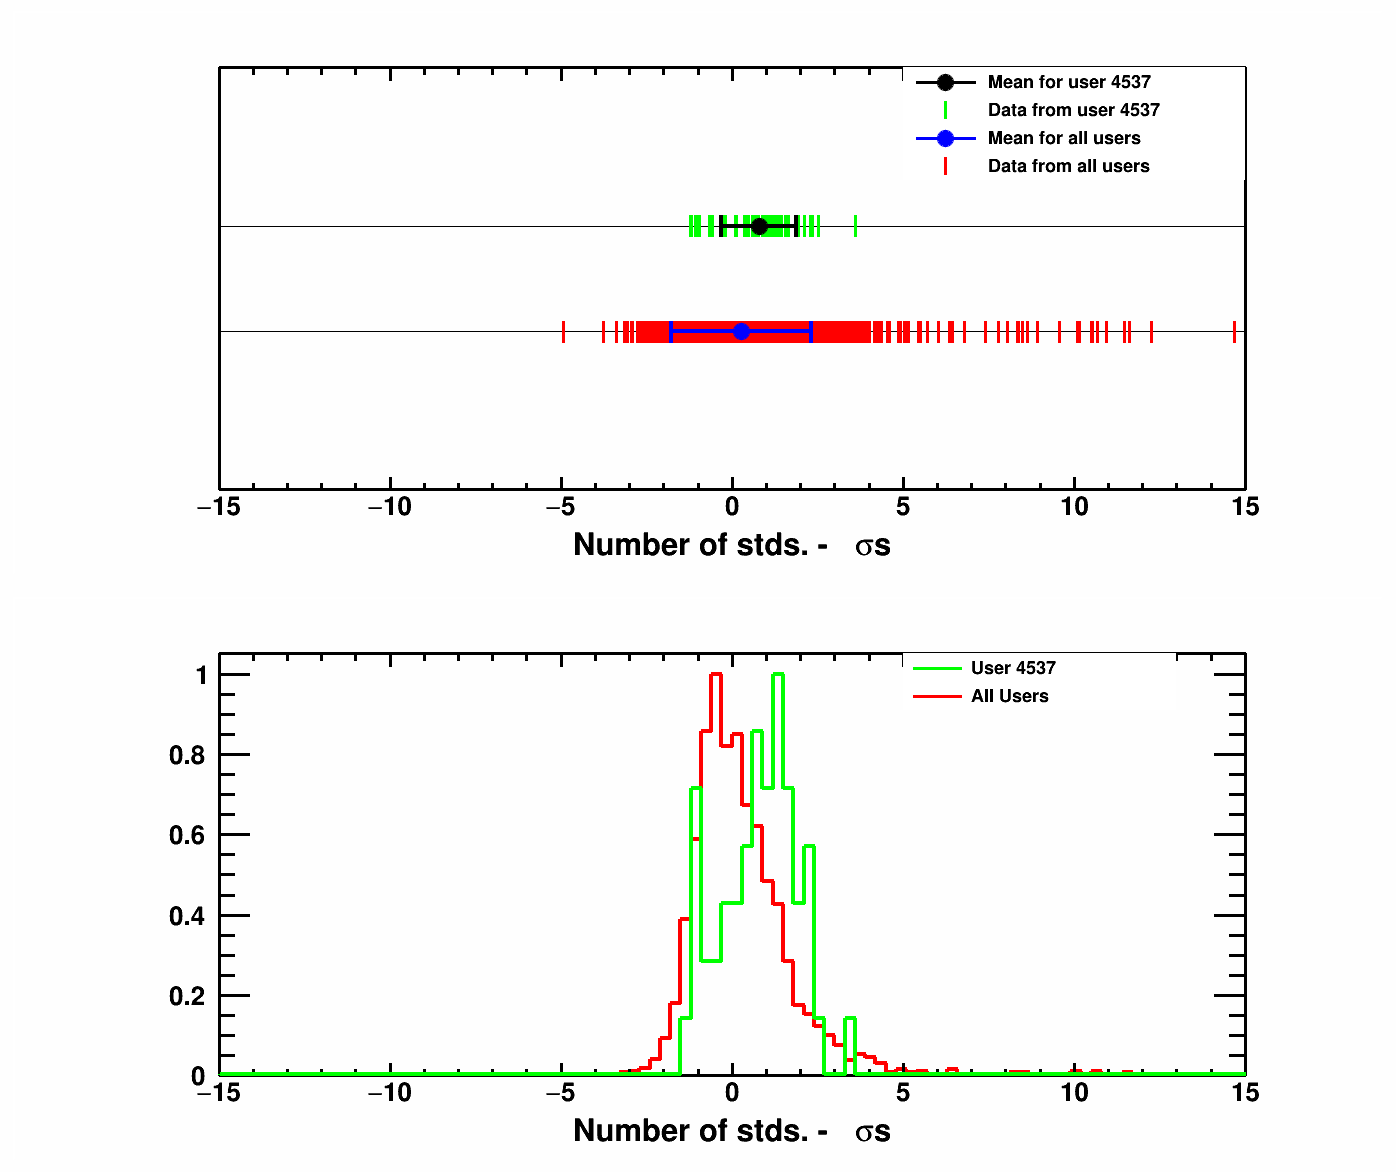 Mean for user 4537
Data from user 4537
Mean for all users
Data from all users
−15 −10 −5 0 5 10 15
Number of stds. - σs
User 4537
All Users
1
0.8
0.6
0.4
0.2
0
−15 −10 −5 0 5 10 15
Number of stds. - σs